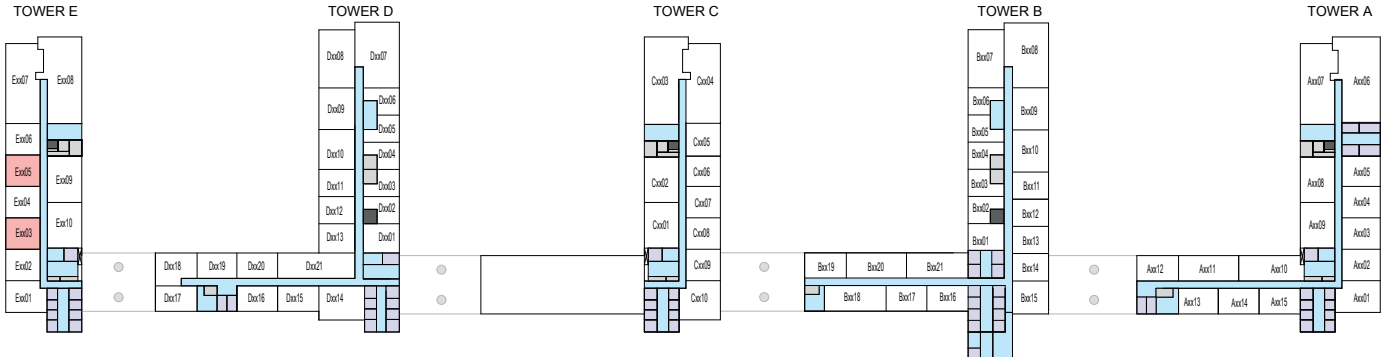 TOWER E
TOWER D
TOWER C
TOWER B
TOWER A
Exx07
Exx08
Exx06
Exx05
Exx09
Exx04
Exx03
Exx10
Exx02
Exx01
Dxx08
Dxx07
Dxx09
Dxx06
Dxx05
Dxx10
Dxx04
Dxx11
Dxx03
Dxx12
Dxx02
Dxx13
Dxx01
Dxx18
Dxx19
Dxx20
Dxx21
Dxx17
Dxx16
Dxx15
Dxx14
Cxx03
Cxx04
Cxx05
Cxx02
Cxx06
Cxx07
Cxx01
Cxx08
Cxx09
Cxx10
Bxx07
Bxx08
Bxx06
Bxx09
Bxx05
Bxx04
Bxx10
Bxx03
Bxx11
Bxx02
Bxx12
Bxx01
Bxx13
Bxx19
Bxx20
Bxx21
Bxx14
Bxx18
Bxx17
Bxx16
Bxx15
Axx07
Axx06
Axx08
Axx05
Axx04
Axx09
Axx03
Axx12
Axx11
Axx10
Axx02
Axx13
Axx14
Axx15
Axx01